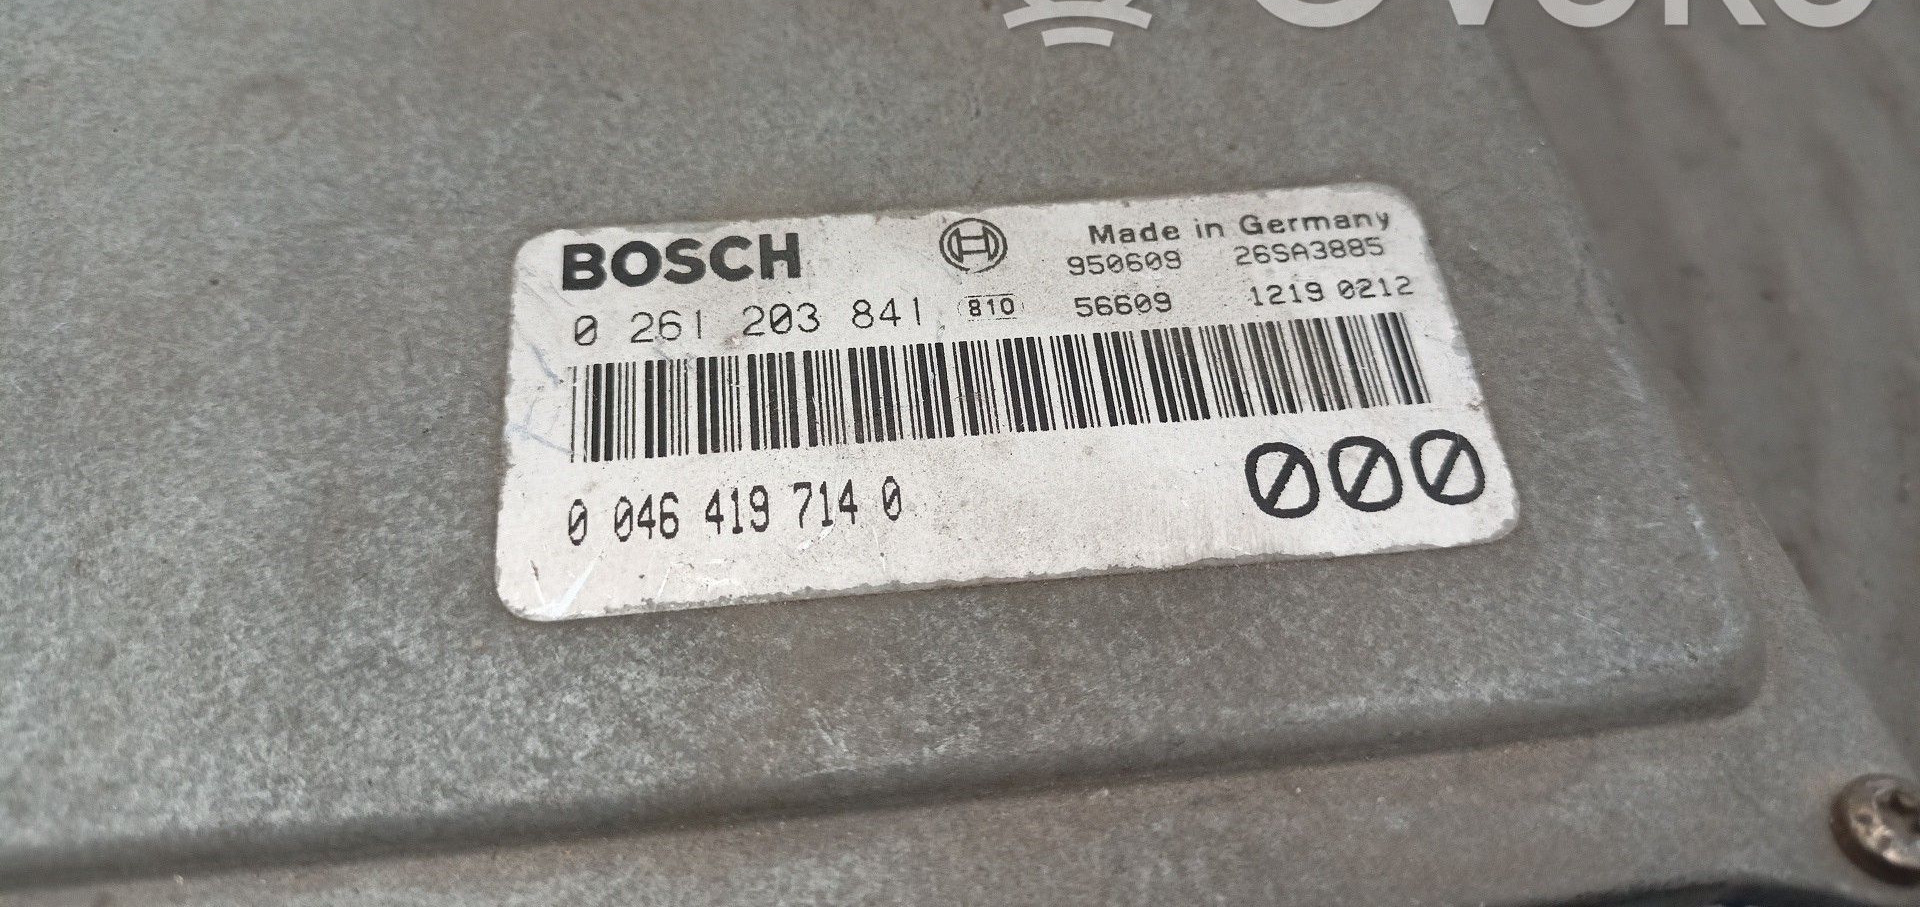 BOSCH
Made in Germany
950609 26SA3885
0 261 203 841 810 56609 1219 0212
0 046 419 714 0
000